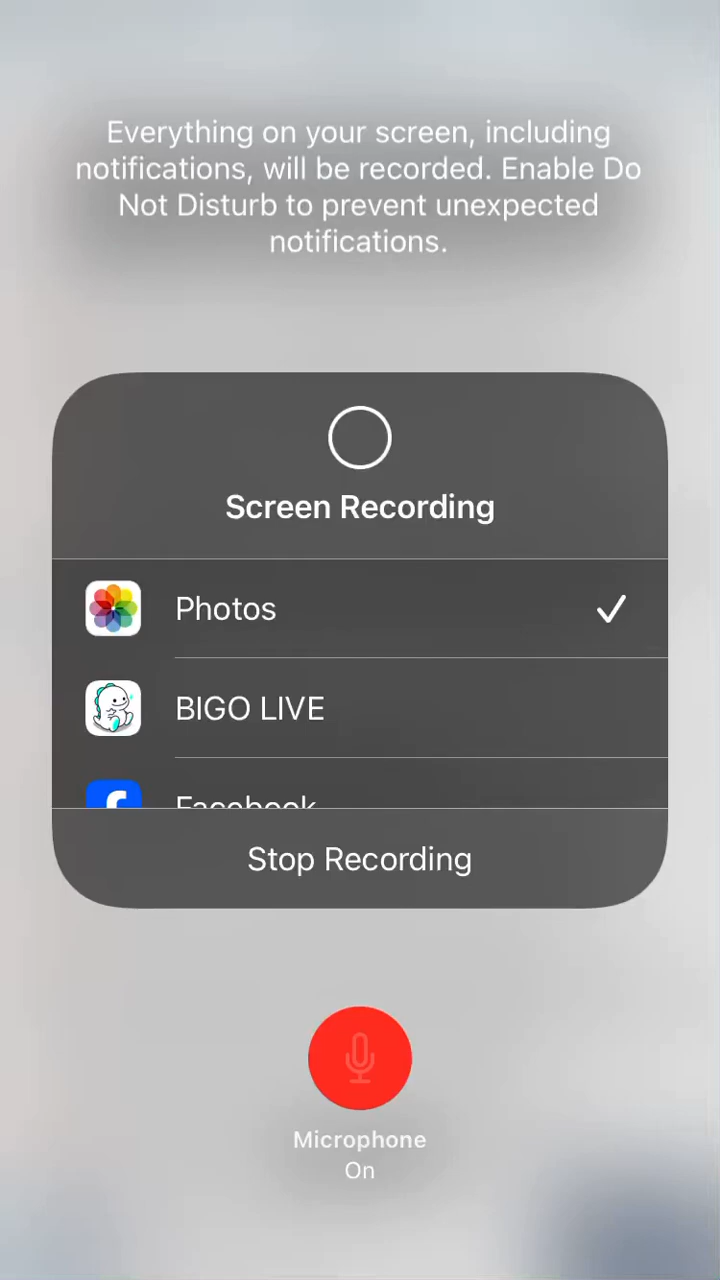 Everything on your screen, including
notifications, will be recorded. Enable Do
Not Disturb to prevent unexpected
notifications.
Screen Recording
Photos
BIGO LIVE
Facebook
Stop Recording
Microphone
On